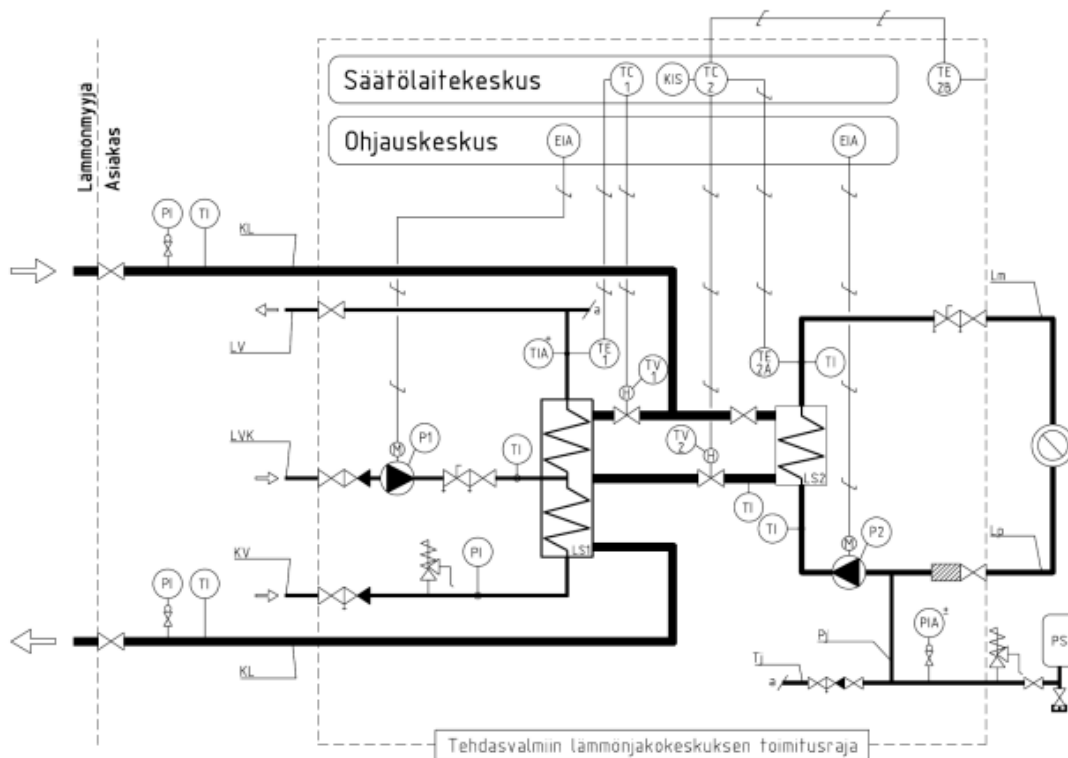 Lämmönmyyjä
Asiakas
Säätölaitekeskus
TC
1
KIS
TC
2
TE
2B
Ohjauskeskus
EIA
EIA
PI
TI
KL
Lm
LV
a
TIA+
TE
1
TV
1
TE
2A
TI
LVK
M
P1
TI
H
TV
2
H
LS2
TI
TI
KV
PI
LS1
M
P2
Lp
PI
TI
KL
Pj
PIA±
PS
Tj
a
Tehdasvalmiin lämmönjakokeskuksen toimitusraja